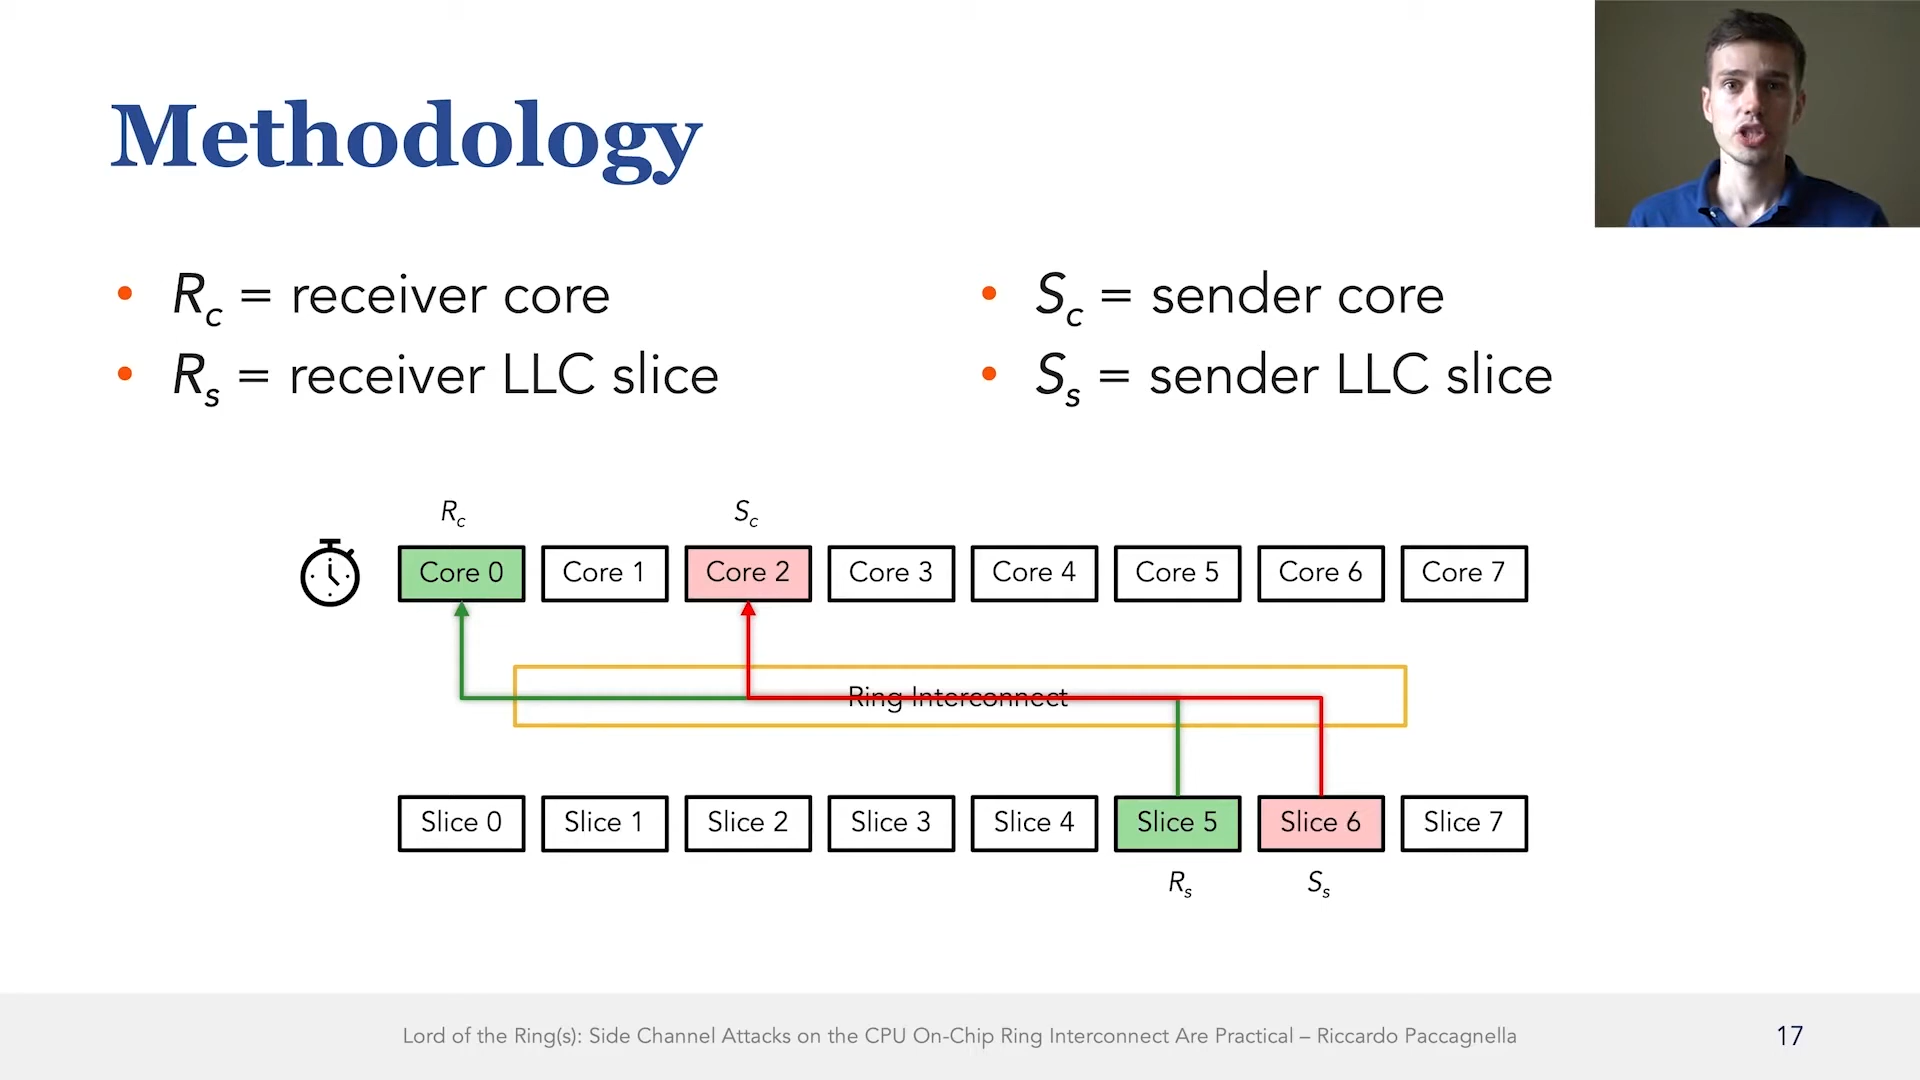 Methodology
• Rc = receiver core
• Rs = receiver LLC slice
• Sc = sender core
• Ss = sender LLC slice
Rc Sc
Core 0 Core 1 Core 2 Core 3 Core 4 Core 5 Core 6 Core 7
Ring Interconnect
Slice 0 Slice 1 Slice 2 Slice 3 Slice 4 Slice 5 Slice 6 Slice 7
Rs Ss
Lord of the Ring(s): Side Channel Attacks on the CPU On-Chip Ring Interconnect Are Practical – Riccardo Paccagnella
17